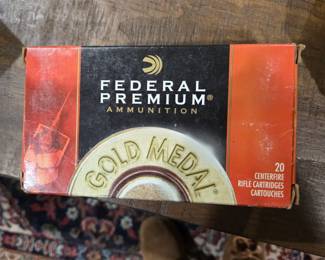 FEDERAL
PREMIUM®
AMMUNITION
GOLD MEDAL
20
CENTERFIRE
RIFLE CARTRIDGES
CARTOUCHES